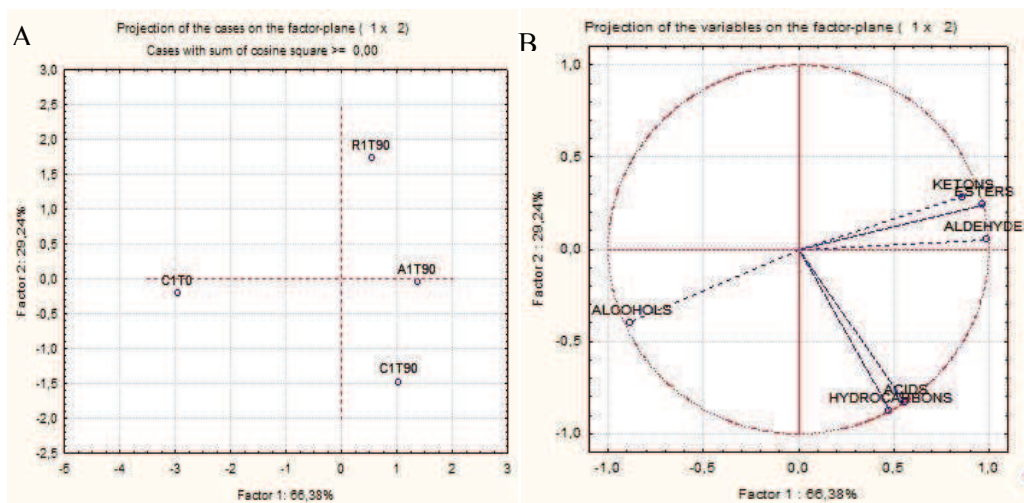 A
Projection of the cases on the factor-plane ( 1 x 2)
Cases with sum of cosine square >= 0,00
3,0
2,5
2,0
1,5
1,0
0,5
0,0
-0,5
-1,0
-1,5
-2,0
-2,5
-5 -4 -3 -2 -1 0 1 2 3
Factor 2: 29,24%
Factor 1: 66,38%
R1T90
C1T0
A1T90
C1T90
B
Projection of the variables on the factor-plane ( 1 x 2)
1,0
0,5
0,0
-0,5
-1,0
-1,0 -0,5 0,0 0,5 1,0
Factor 2 : 29,24%
Factor 1 : 66,38%
KETONS
ESTERS
ALDEHYDE
ALCOHOLS
ACIDS
HYDROCARBONS